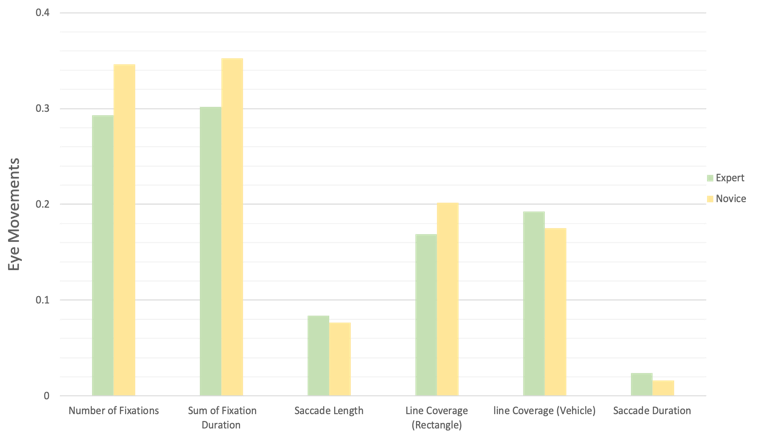 0.4
0.3
0.2
0.1
0
Eye Movements
Number of Fixations
Sum of Fixation
Duration
Saccade Length
Line Coverage
(Rectangle)
line Coverage (Vehicle)
Saccade Duration
Expert
Novice